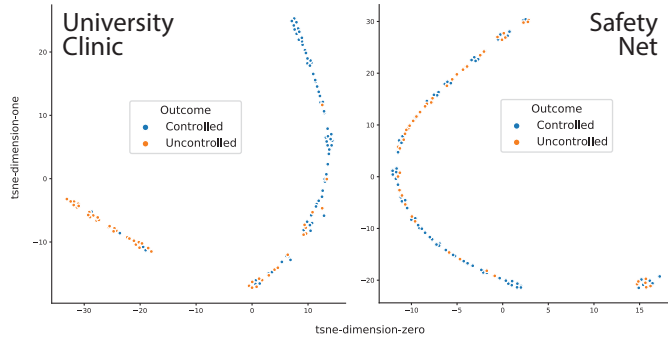 University
Clinic
Safety
Net
Outcome
Controlled
Uncontrolled
Outcome
Controlled
Uncontrolled
tsne-dimension-one
20
10
0
−10
30
20
10
0
−10
−20
−30
−20
−10
0
10
−10
−5
0
5
10
15
tsne-dimension-zero